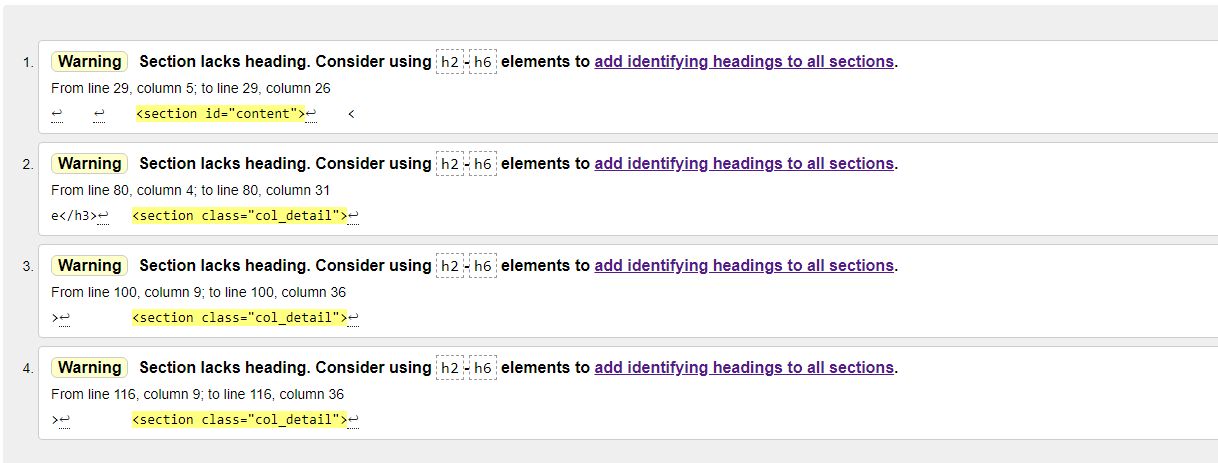 1. Warning Section lacks heading. Consider using h2-h6 elements to add identifying headings to all sections.
From line 29, column 5; to line 29, column 26
↩ ↩ <section id="content">↩ <
2. Warning Section lacks heading. Consider using h2-h6 elements to add identifying headings to all sections.
From line 80, column 4; to line 80, column 31
e</h3>↩ <section class="col_detail">↩
3. Warning Section lacks heading. Consider using h2-h6 elements to add identifying headings to all sections.
From line 100, column 9; to line 100, column 36
>↩ <section class="col_detail">↩
4. Warning Section lacks heading. Consider using h2-h6 elements to add identifying headings to all sections.
From line 116, column 9; to line 116, column 36
>↩ <section class="col_detail">↩